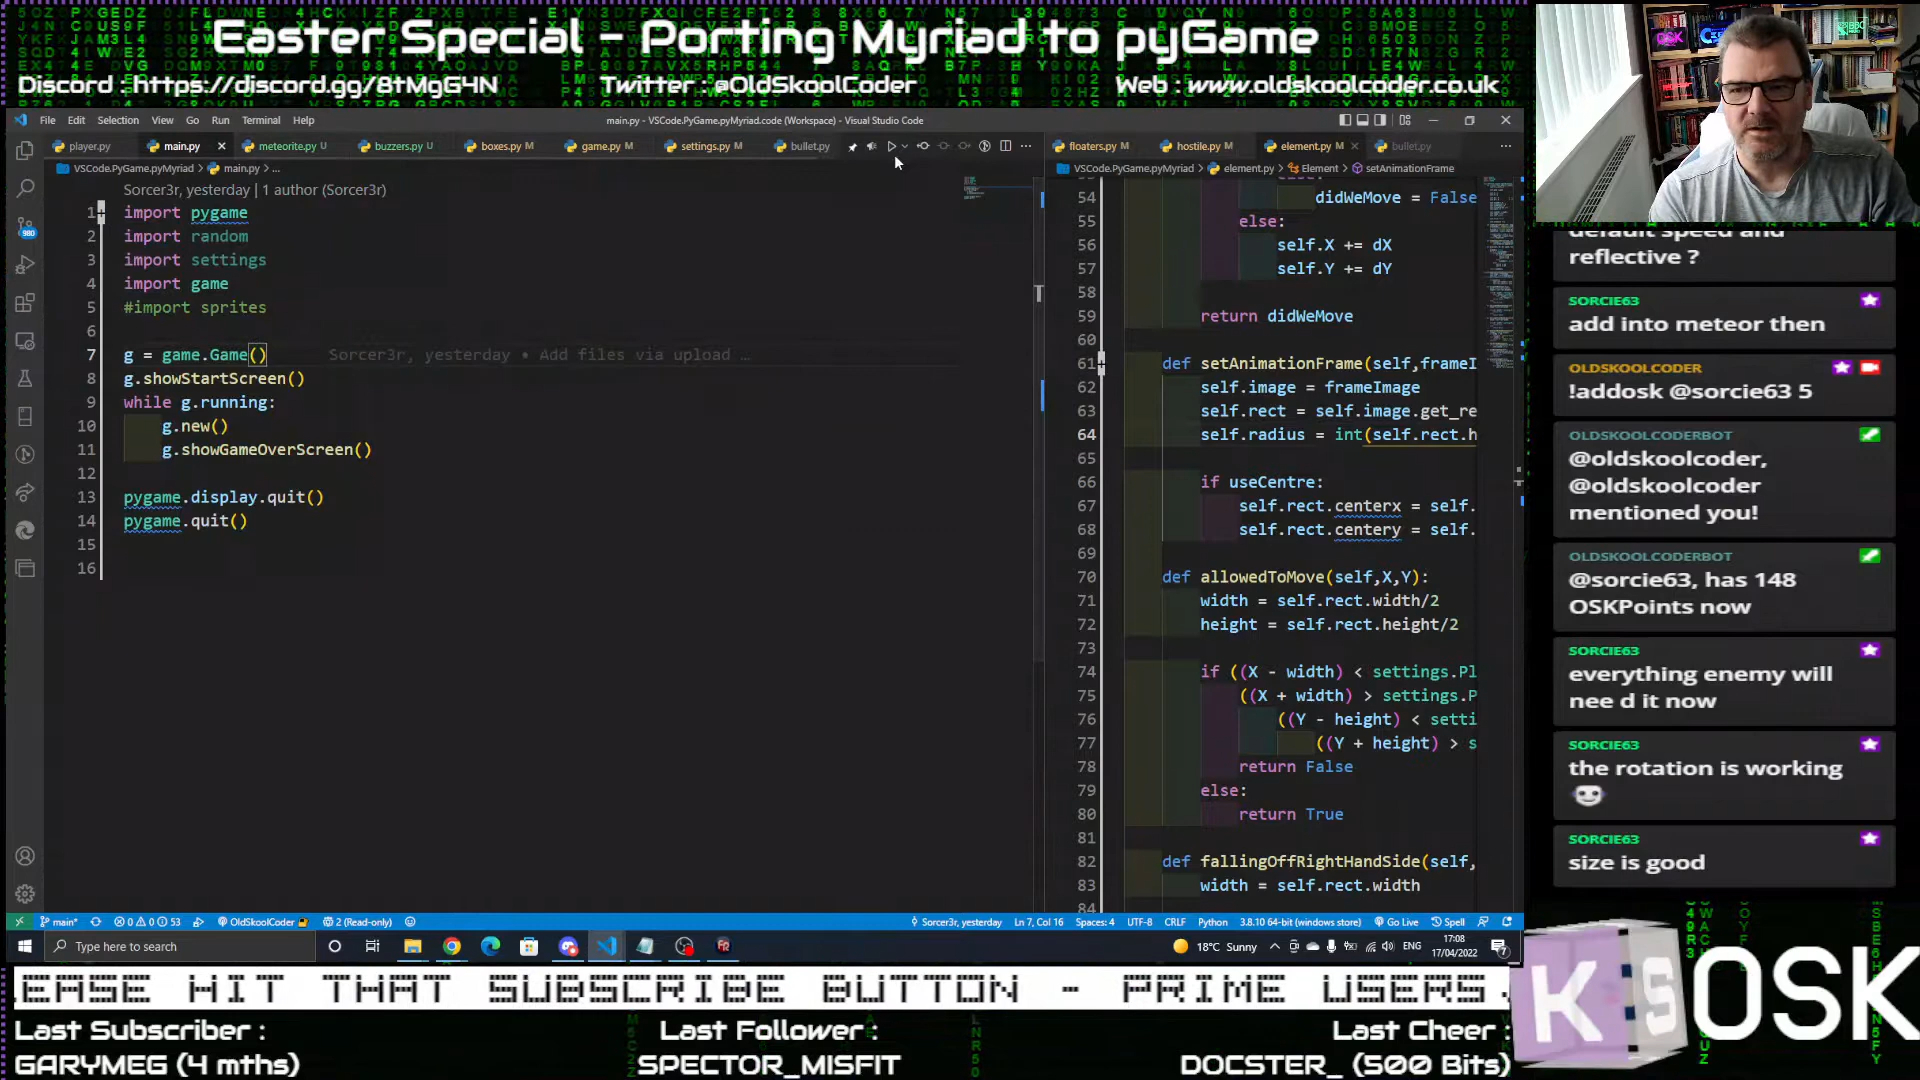 Easter Special - Porting Myriad to pyGame
Discord : https://discord.gg/8tMgG4N
Twitter : @OldSkoolCoder
Web : www.oldskoolcoder.co.uk
File Edit Selection View Go Run Terminal Help
main.py - VSCode.PyGame.pyMyriad.code (Workspace) - Visual Studio Code
player.py main.py meteorite.py U buzzers.py U boxes.py M game.py M settings.py M bullet.py
floaters.py M hostile.py M element.py M bullet.py
VSCode.PyGame.pyMyriad > main.py > ...
VSCode.PyGame.pyMyriad > element.py > Element > setAnimationFrame
Sorcer3r, yesterday | 1 author (Sorcer3r)
1 import pygame
2 import random
3 import settings
4 import game
5 #import sprites
6
7 g = game.Game() Sorcer3r, yesterday • Add files via upload …
8 g.showStartScreen()
9 while g.running:
10 g.new()
11 g.showGameOverScreen()
12
13 pygame.display.quit()
14 pygame.quit()
15
16
54 didWeMove = False
55 else:
56 self.X += dX
57 self.Y += dY
58
59 return didWeMove
60
61 def setAnimationFrame(self,frameI
62 self.image = frameImage
63 self.rect = self.image.get_re
64 self.radius = int(self.rect.h
65
66 if useCentre:
67 self.rect.centerx = self.
68 self.rect.centery = self.
69
70 def allowedToMove(self,X,Y):
71 width = self.rect.width/2
72 height = self.rect.height/2
73
74 if ((X - width) < settings.Pl
75 ((X + width) > settings.P
76 ((Y - height) < setti
77 ((Y + height) > s
78 return False
79 else:
80 return True
81
82 def fallingOffRightHandSide(self,
83 width = self.rect.width
84
980
default speed and
reflective ?
SORCIE63
add into meteor then
OLDSKOOLCODER
!addosk @sorcie63 5
OLDSKOOLCODERBOT
@oldskoolcoder,
@oldskoolcoder
mentioned you!
OLDSKOOLCODERBOT
@sorcie63, has 148
OSKPoints now
SORCIE63
everything enemy will
nee d it now
SORCIE63
the rotation is working
SORCIE63
size is good
main* 0 0 53 OldSkoolCoder 2 (Read-only)
Sorcer3r, yesterday Ln 7, Col 16 Spaces: 4 UTF-8 CRLF Python 3.8.10 64-bit (windows store) Go Live Spell
Type here to search
18°C Sunny ENG 17:08
17/04/2022
EASE HIT THAT SUBSCRIBE BUTTON - PRIME USERS
Last Subscriber :
GARYMEG (4 mths)
Last Follower :
SPECTOR_MISFIT
Last Cheer :
DOCSTER_ (500 Bits)
K S OSK